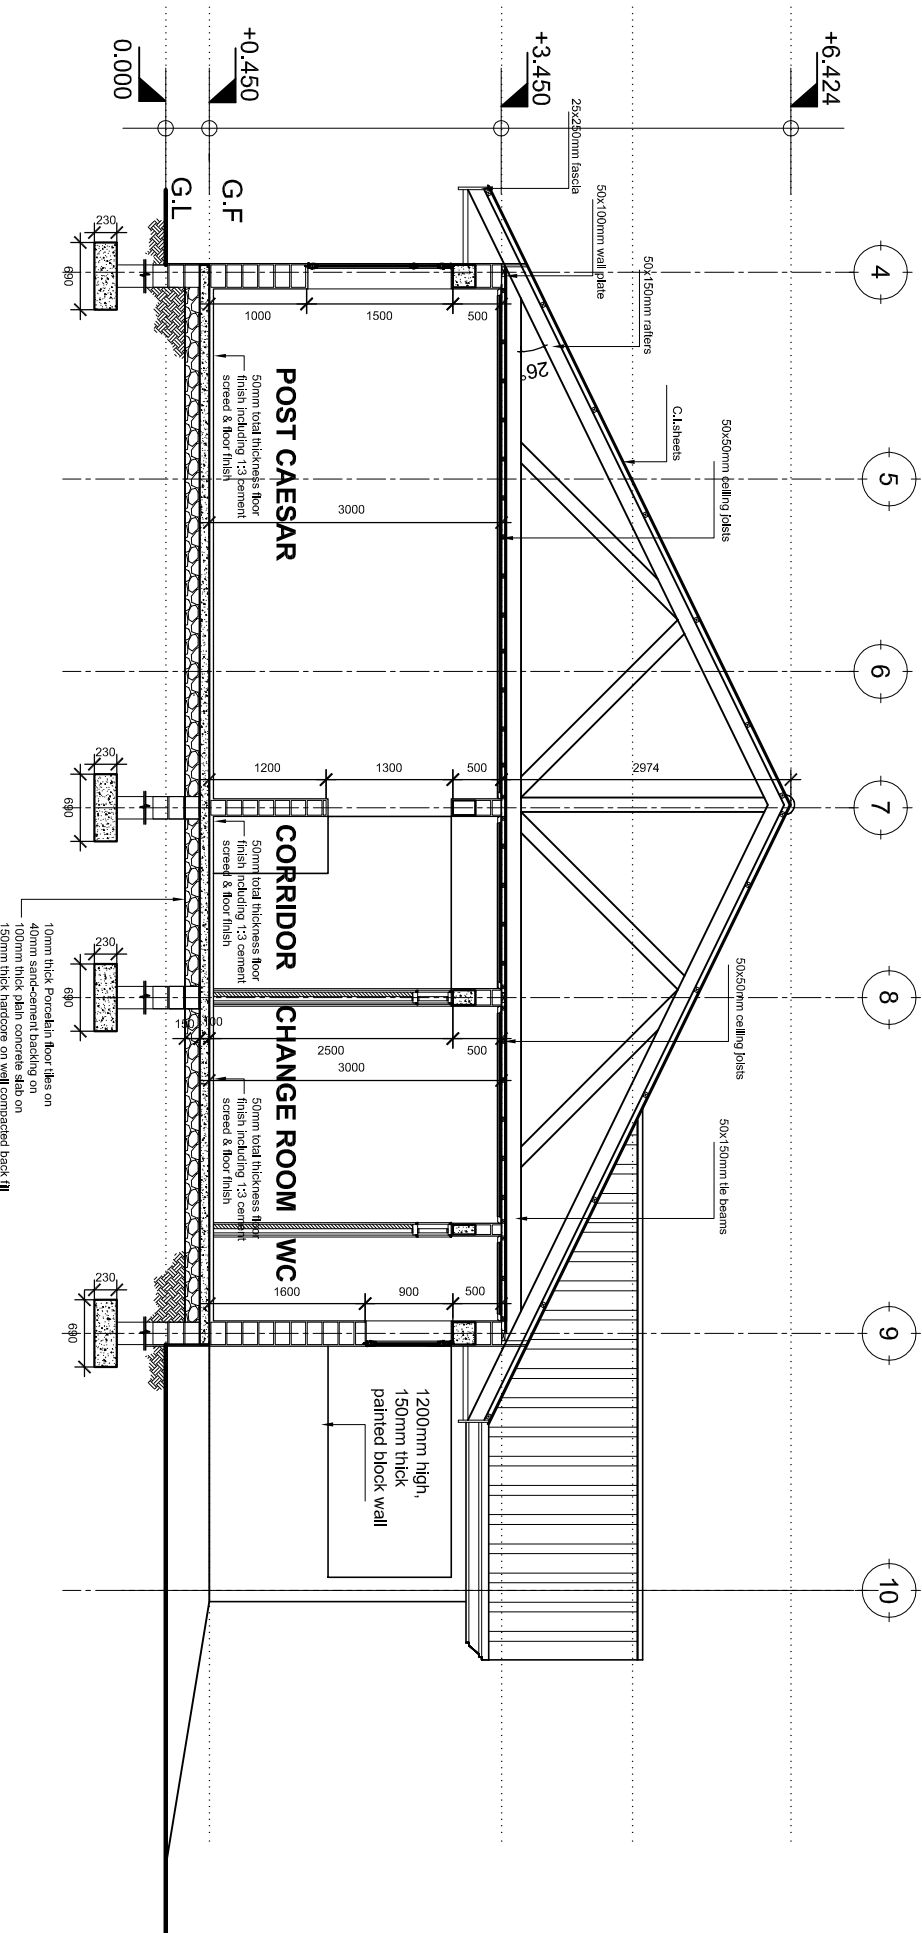 4
5
6
7
8
9
10
+6.424
+3.450
+0.450
0.000
G.F
G.L
25x250mm fascia
50x100mm wall plate
50x150mm rafters
C.I.sheets
50x50mm ceiling joists
50x50mm ceiling joists
50x150mm tie beams
26°
2974
500
1500
1000
3000
500
1300
1200
500
2500
3000
100
150
500
900
1600
POST CAESAR
50mm total thickness floor
finish including 1:3 cement
screed & floor finish
CORRIDOR
50mm total thickness floor
finish including 1:3 cement
screed & floor finish
CHANGE ROOM
50mm total thickness floor
finish including 1:3 cement
screed & floor finish
WC
1200mm high,
150mm thick
painted block wall
230
690
230
690
230
690
230
690
10mm thick Porcelain floor tiles on
40mm sand-cement backing on
100mm thick plain concrete slab on
150mm thick hardcore on well compacted back fill